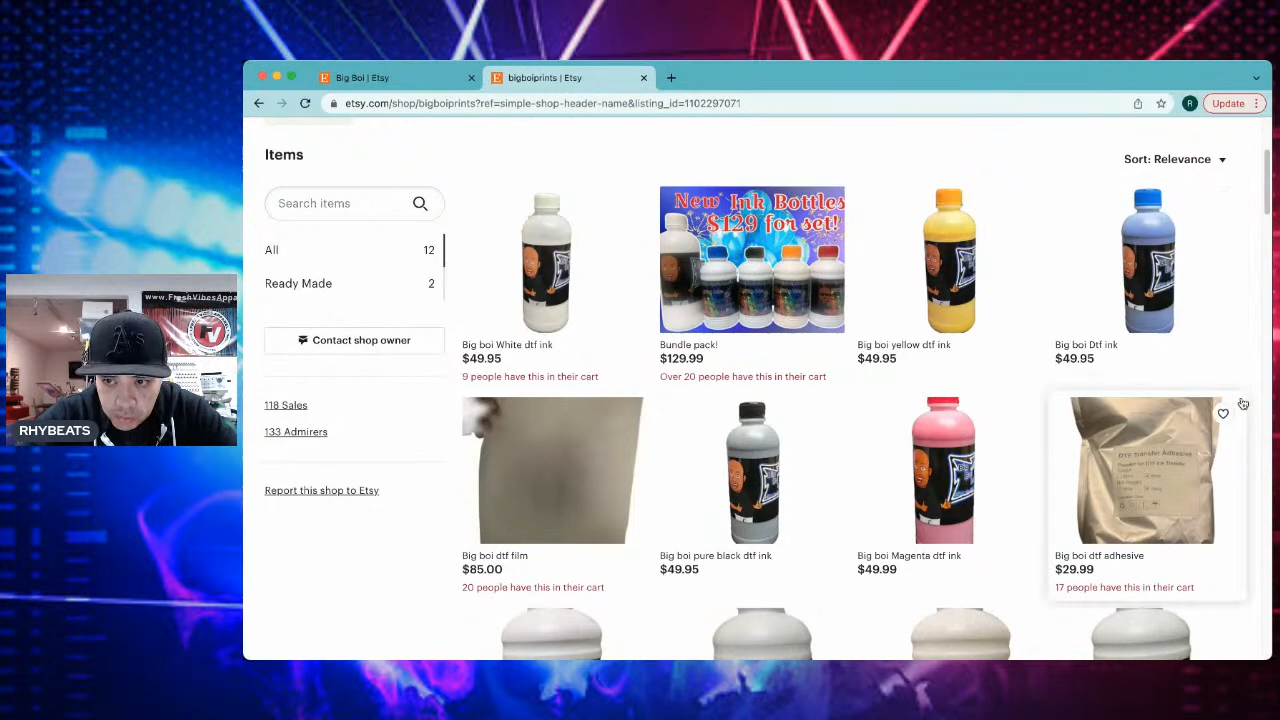 Big Boi | Etsy
bigboiprints | Etsy
etsy.com/shop/bigboiprints?ref=simple-shop-header-name&listing_id=1102297071
R
Update
Items
Sort: Relevance
Search items
All 12
Ready Made 2
Contact shop owner
118 Sales
133 Admirers
Report this shop to Etsy
New Ink Bottles
$129 for set!
Big boi White dtf ink
$49.95
9 people have this in their cart
Bundle pack!
$129.99
Over 20 people have this in their cart
Big boi yellow dtf ink
$49.95
Big boi Dtf ink
$49.95
DTF Transfer Adhesive
Big boi dtf film
$85.00
20 people have this in their cart
Big boi pure black dtf ink
$49.95
Big boi Magenta dtf ink
$49.99
Big boi dtf adhesive
$29.99
17 people have this in their cart
www.FreshVibesAppa
FV
A's
RHYBEATS